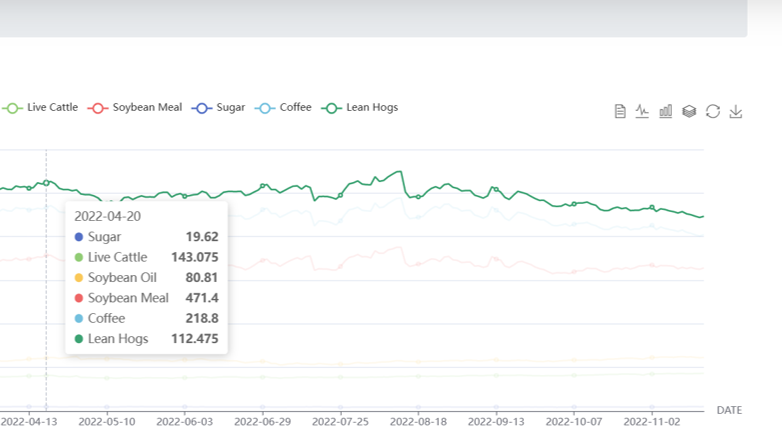 Live Cattle Soybean Meal Sugar Coffee Lean Hogs
2022-04-20
Sugar 19.62
Live Cattle 143.075
Soybean Oil 80.81
Soybean Meal 471.4
Coffee 218.8
Lean Hogs 112.475
DATE
2022-04-13 2022-05-10 2022-06-03 2022-06-29 2022-07-25 2022-08-18 2022-09-13 2022-10-07 2022-11-02